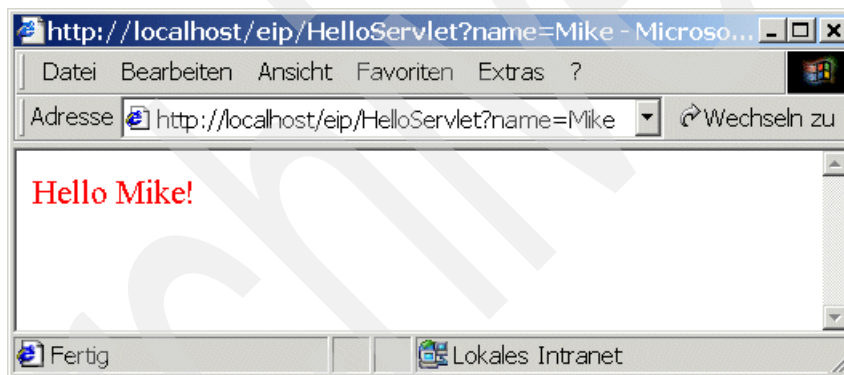 http://localhost/eip/HelloServlet?name=Mike - Microso...
Datei Bearbeiten Ansicht Favoriten Extras ?
Adresse http://localhost/eip/HelloServlet?name=Mike Wechseln zu
Hello Mike!
Fertig Lokales Intranet